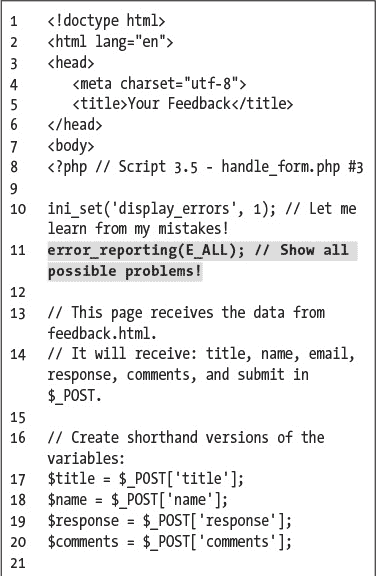 1 <!doctype html>
2 <html lang="en">
3 <head>
4 <meta charset="utf-8">
5 <title>Your Feedback</title>
6 </head>
7 <body>
8 <?php // Script 3.5 - handle_form.php #3
9
10 ini_set('display_errors', 1); // Let me
learn from my mistakes!
11 error_reporting(E_ALL); // Show all
possible problems!
12
13 // This page receives the data from
feedback.html.
14 // It will receive: title, name, email,
response, comments, and submit in
$_POST.
15
16 // Create shorthand versions of the
variables:
17 $title = $_POST['title'];
18 $name = $_POST['name'];
19 $response = $_POST['response'];
20 $comments = $_POST['comments'];
21